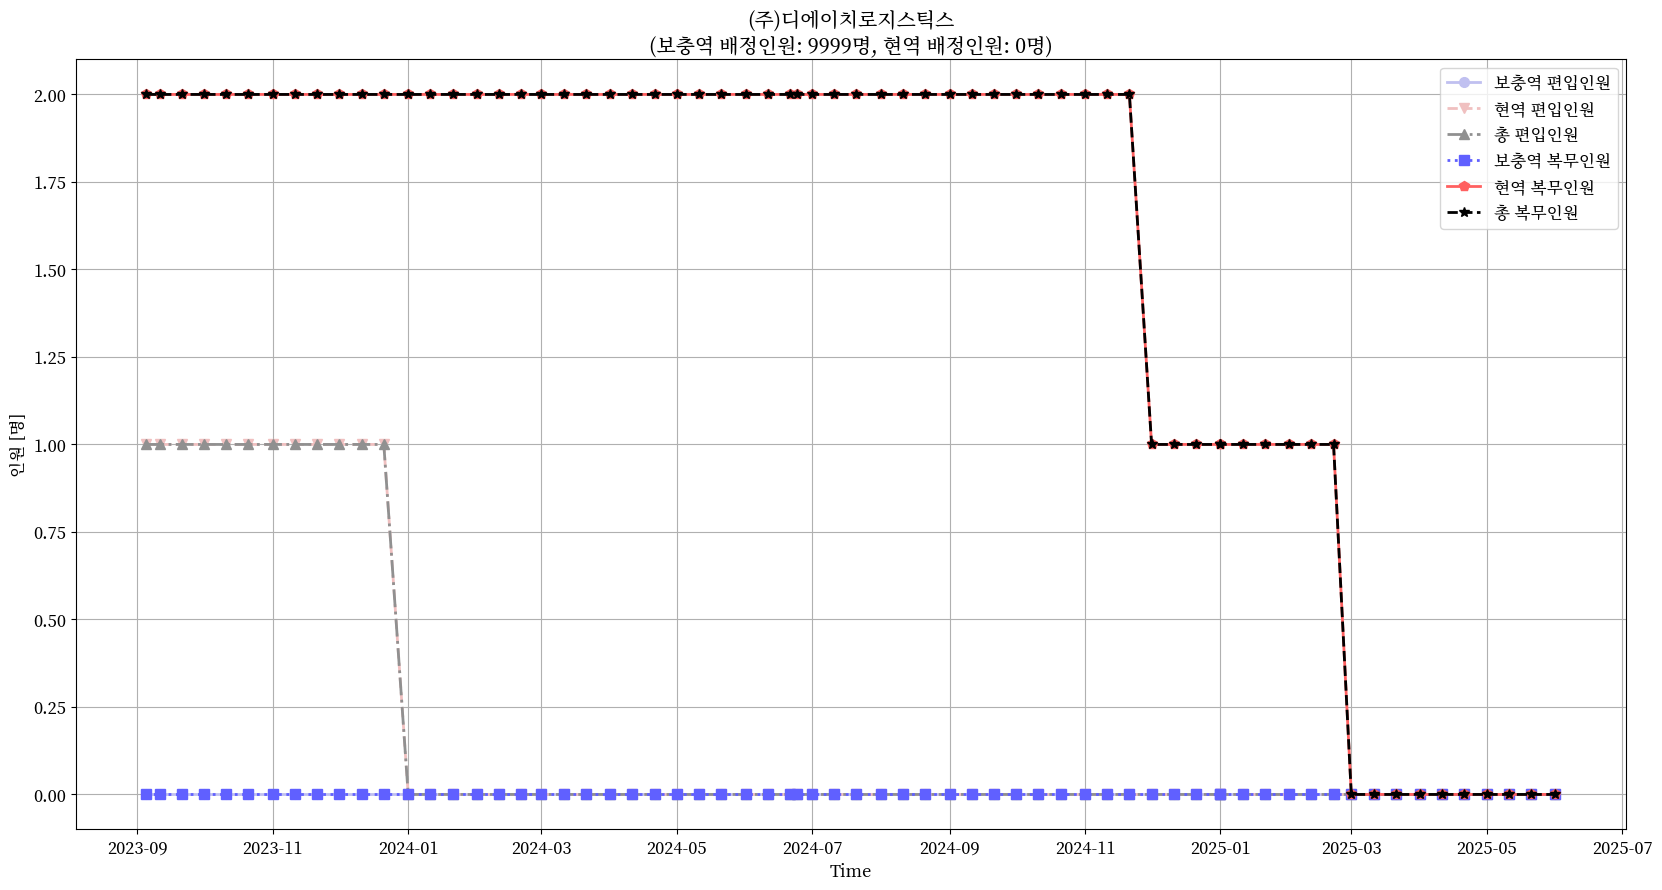 (주)디에이치로지스틱스
(보충역 배정인원: 9999명, 현역 배정인원: 0명)
보충역 편입인원
현역 편입인원
총 편입인원
보충역 복무인원
현역 복무인원
총 복무인원
인원 [명]
2.00
1.75
1.50
1.25
1.00
0.75
0.50
0.25
0.00
2023-09 2023-11 2024-01 2024-03 2024-05 2024-07 2024-09 2024-11 2025-01 2025-03 2025-05 2025-07
Time